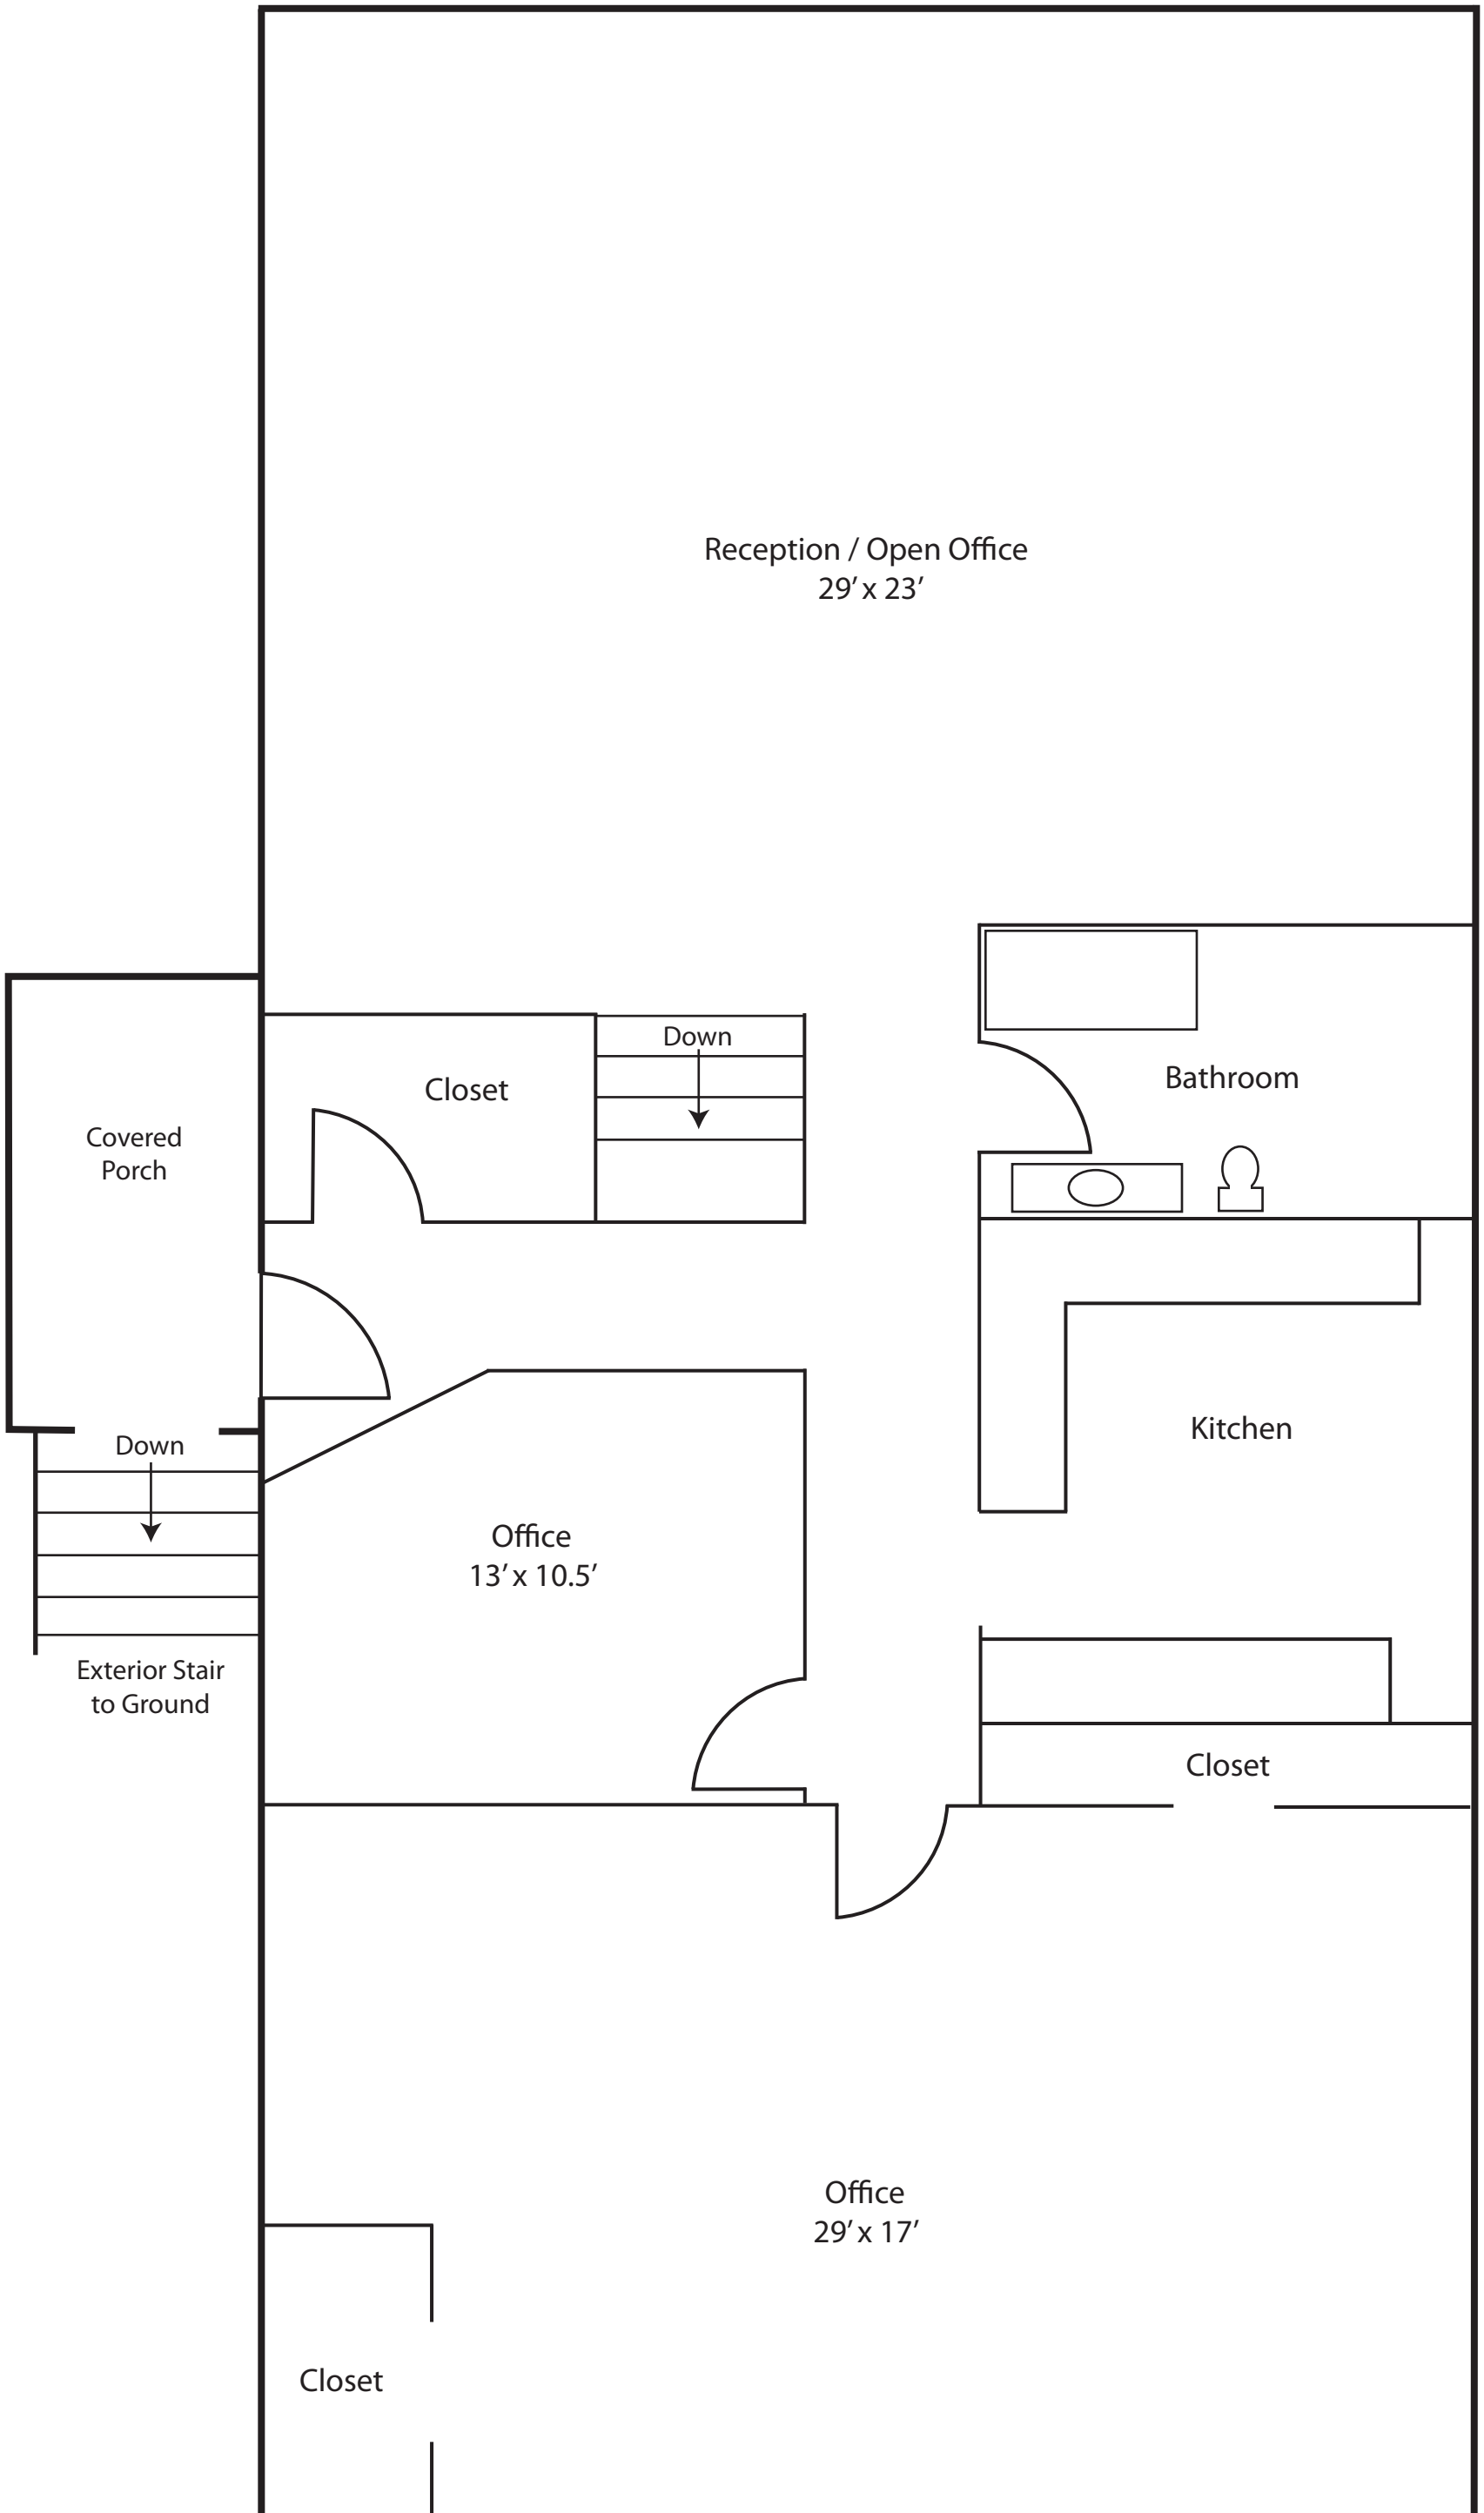 Reception / Open Office
29’ x 23’
Down
Closet
Bathroom
Covered
Porch
Kitchen
Down
Office
13’ x 10.5’
Exterior Stair
to Ground
Closet
Office
29’ x 17’
Closet